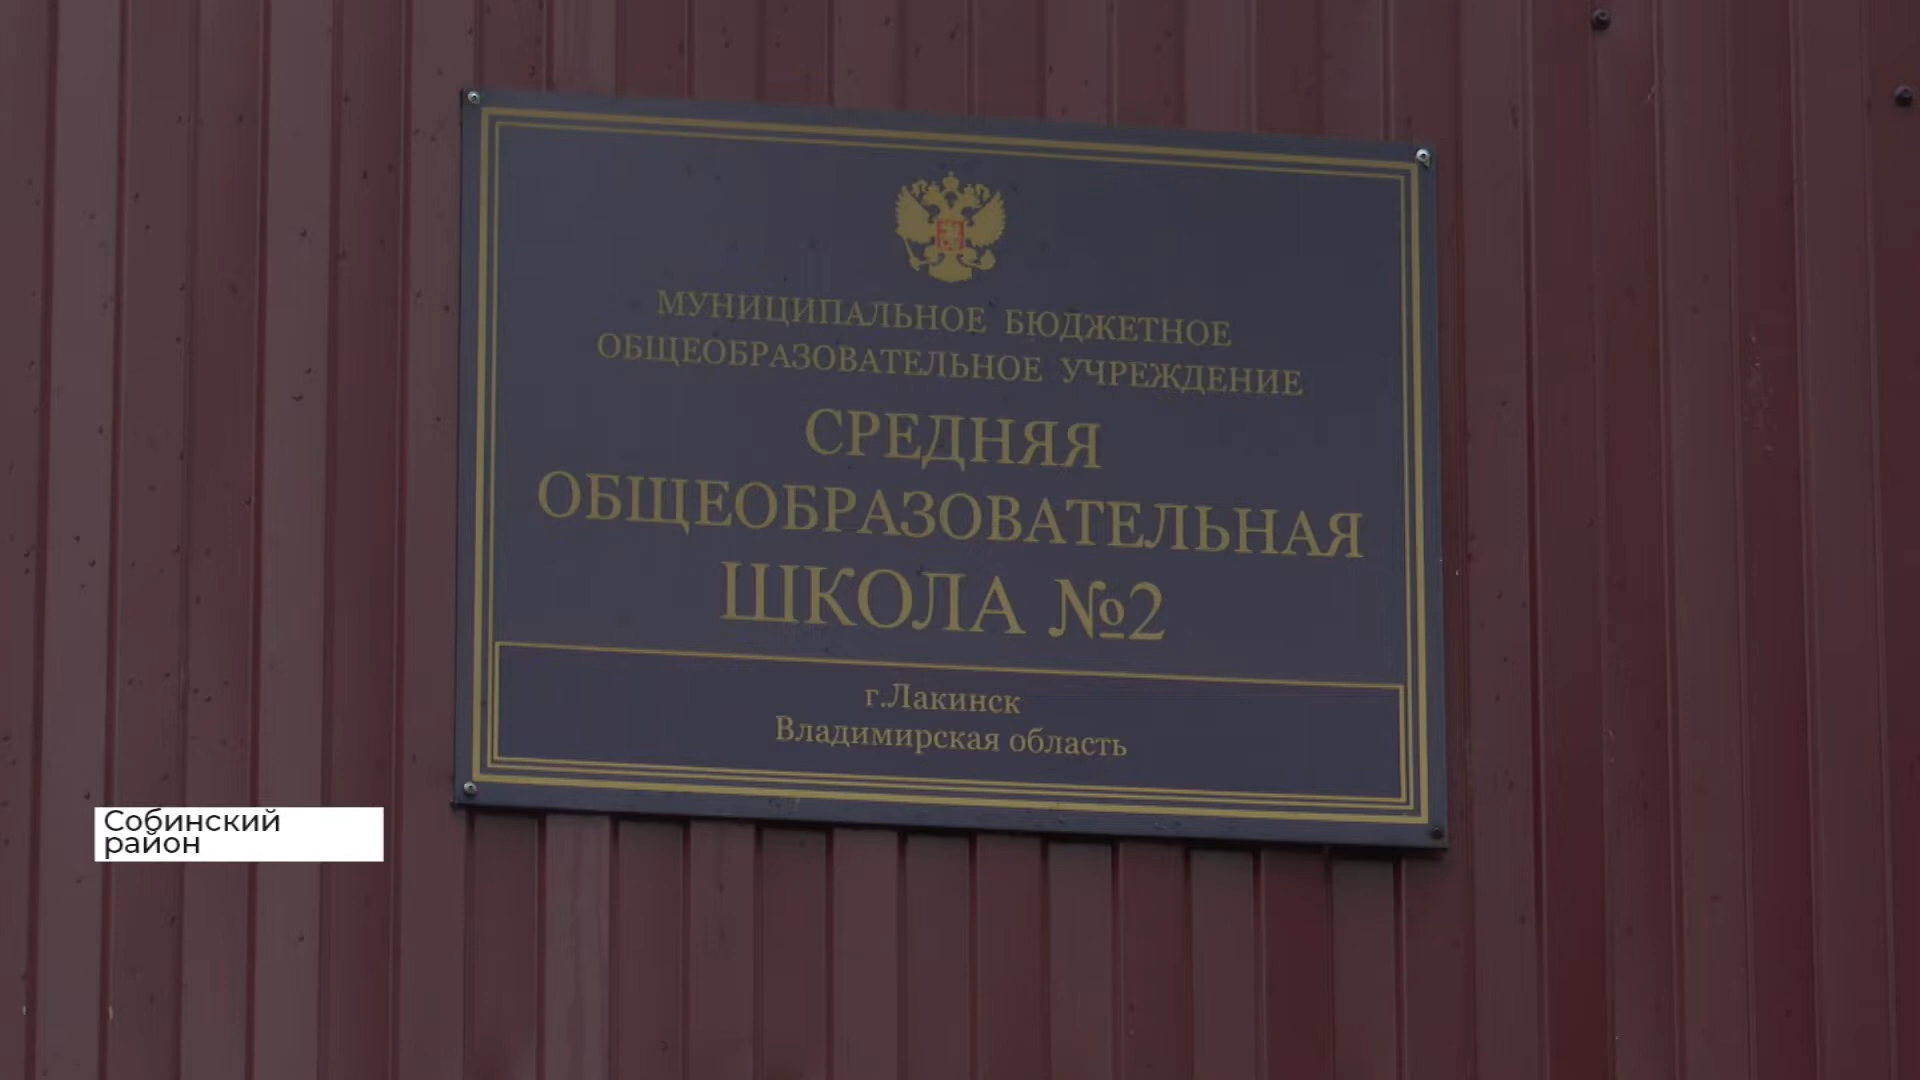 МУНИЦИПАЛЬНОЕ БЮДЖЕТНОЕ
ОБЩЕОБРАЗОВАТЕЛЬНОЕ УЧРЕЖДЕНИЕ
СРЕДНЯЯ
ОБЩЕОБРАЗОВАТЕЛЬНАЯ
ШКОЛА №2
г.Лакинск
Владимирская область
Собинский
район